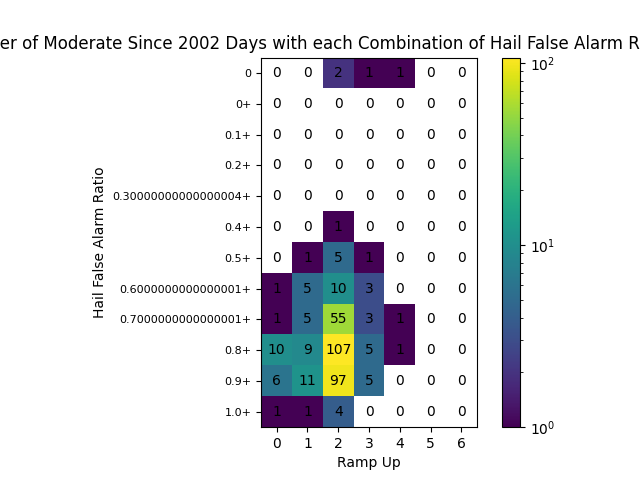 er of Moderate Since 2002 Days with each Combination of Hail False Alarm R
Hail False Alarm Ratio
0 0 0 2 1 1 0 0
0+ 0 0 0 0 0 0 0
0.1+ 0 0 0 0 0 0 0
0.2+ 0 0 0 0 0 0 0
0.30000000000000004+ 0 0 0 0 0 0 0
0.4+ 0 0 1 0 0 0 0
0.5+ 0 1 5 1 0 0 0
0.6000000000000001+ 1 5 10 3 0 0 0
0.7000000000000001+ 1 5 55 3 1 0 0
0.8+ 10 9 107 5 1 0 0
0.9+ 6 11 97 5 0 0 0
1.0+ 1 1 4 0 0 0 0
0 1 2 3 4 5 6
Ramp Up
10²
10¹
10⁰